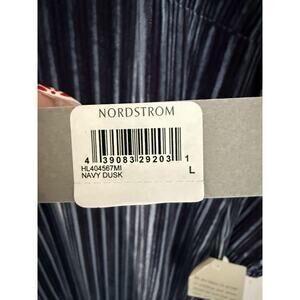 NORDSTROM
4 39083 29203 1
HL404567MI
NAVY DUSK
L